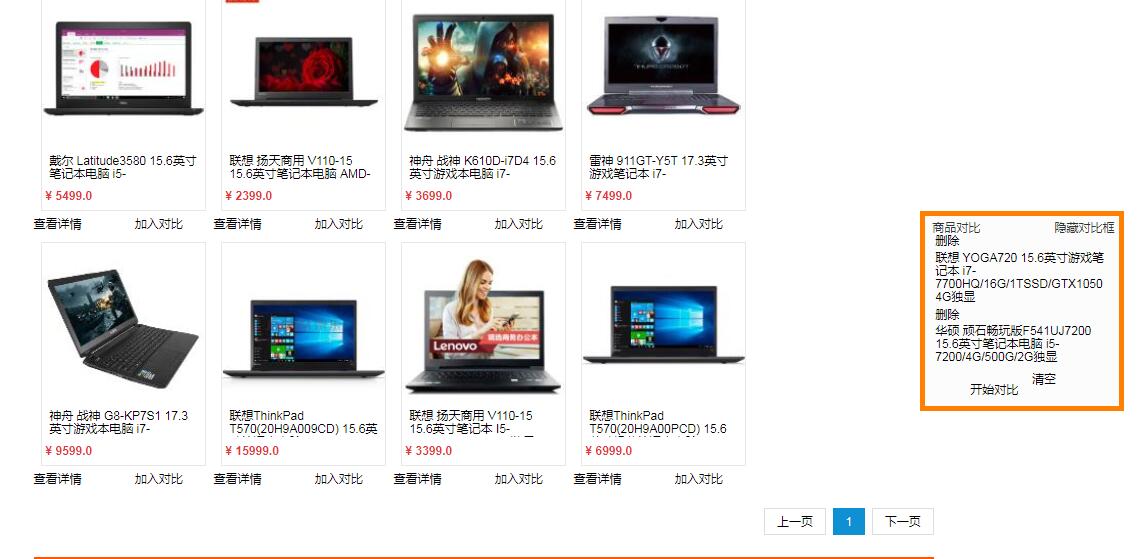 戴尔 Latitude3580 15.6英寸
笔记本电脑 i5-
¥ 5499.0
查看详情
加入对比
联想 扬天商用 V110-15
15.6英寸笔记本电脑 AMD-
¥ 2399.0
查看详情
加入对比
神舟 战神 K610D-i7D4 15.6
英寸游戏本电脑 i7-
¥ 3699.0
查看详情
加入对比
雷神 911GT-Y5T 17.3英寸
游戏笔记本 i7-
¥ 7499.0
查看详情
加入对比
神舟 战神 G8-KP7S1 17.3
英寸游戏本电脑 i7-
¥ 9599.0
查看详情
加入对比
联想ThinkPad
T570(20H9A009CD) 15.6英
¥ 15999.0
查看详情
加入对比
Lenovo
联想 扬天商用 V110-15
15.6英寸笔记本 I5-
¥ 3399.0
查看详情
加入对比
联想ThinkPad
T570(20H9A00PCD) 15.6
¥ 6999.0
查看详情
加入对比
商品对比
隐藏对比框
删除
联想 YOGA720 15.6英寸游戏笔
记本 i7-
7700HQ/16G/1TSSD/GTX1050
4G独显
删除
华硕 顽石畅玩版F541UJ7200
15.6英寸笔记本电脑 i5-
7200/4G/500G/2G独显
清空
开始对比
上一页
1
下一页